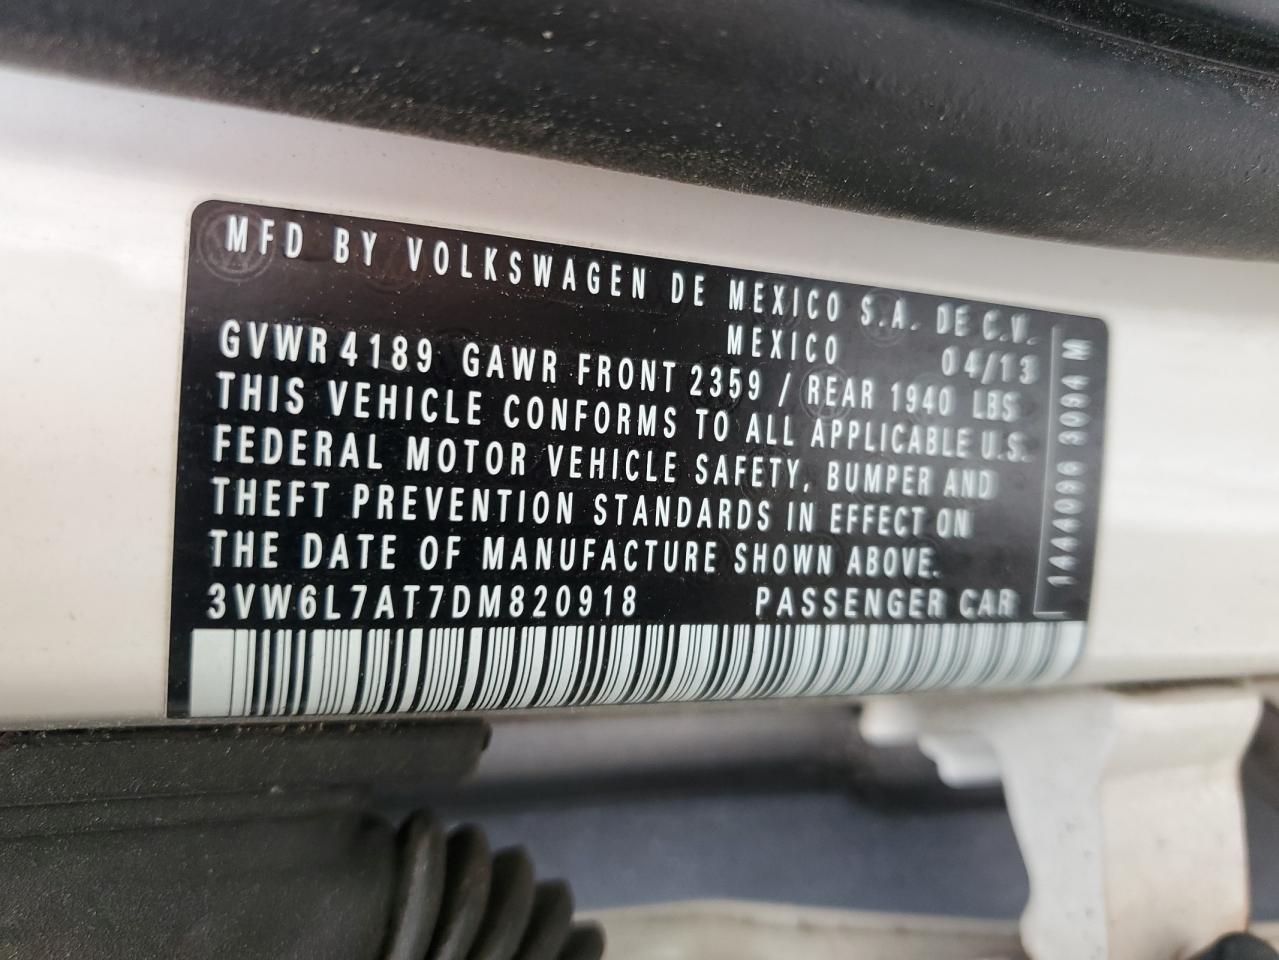 MFD BY VOLKSWAGEN DE MEXICO S.A. DE C.V.
MEXICO 04/13
GVWR 4189 GAWR FRONT 2359 / REAR 1940 LBS
THIS VEHICLE CONFORMS TO ALL APPLICABLE U.S.
FEDERAL MOTOR VEHICLE SAFETY, BUMPER AND
THEFT PREVENTION STANDARDS IN EFFECT ON
THE DATE OF MANUFACTURE SHOWN ABOVE.
3VW6L7AT7DM820918 PASSENGER CAR
144A096 3094 M